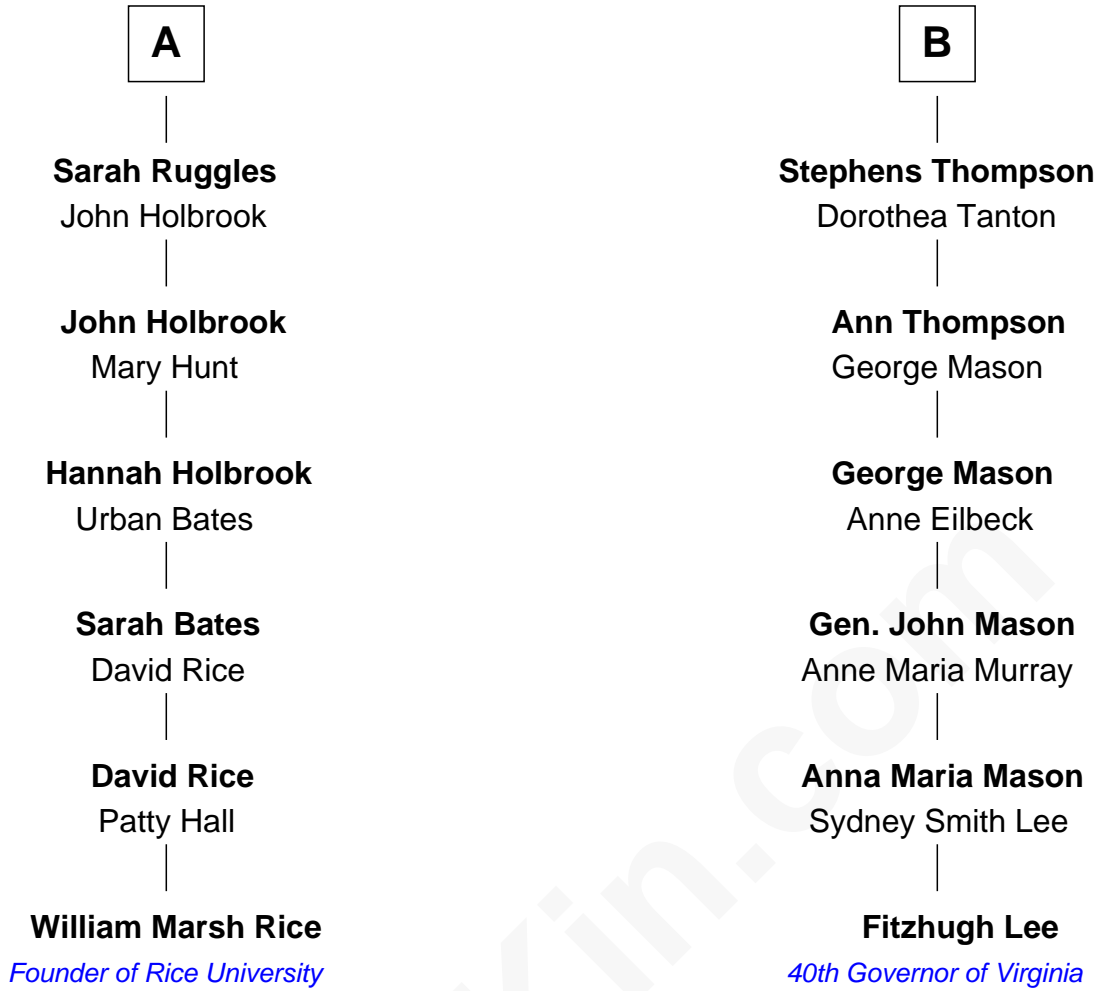 A
Sarah Ruggles
John Holbrook
John Holbrook
Mary Hunt
Hannah Holbrook
Urban Bates
Sarah Bates
David Rice
David Rice
Patty Hall
William Marsh Rice
Founder of Rice University
B
Stephens Thompson
Dorothea Tanton
Ann Thompson
George Mason
George Mason
Anne Eilbeck
Gen. John Mason
Anne Maria Murray
Anna Maria Mason
Sydney Smith Lee
Fitzhugh Lee
40th Governor of Virginia
Kin.com